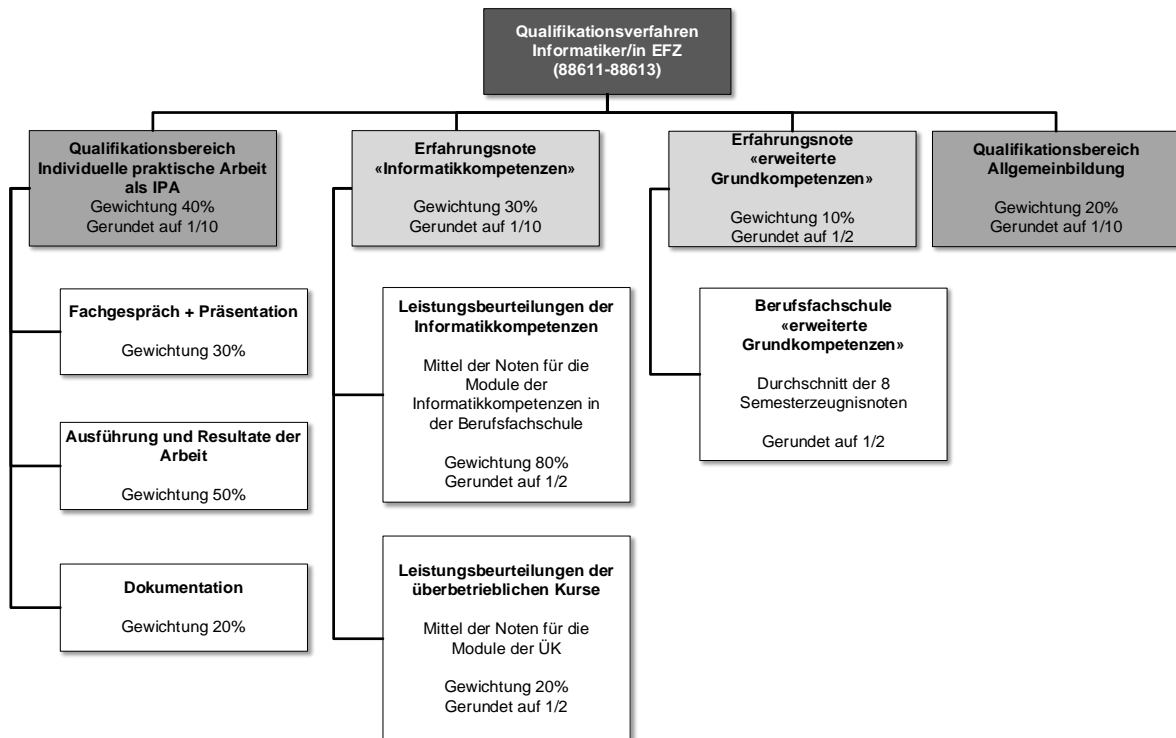 Qualifikationsverfahren
Informatiker/in EFZ
(88611-88613)
Qualifikationsbereich
Individuelle praktische Arbeit
als IPA
Gewichtung 40%
Gerundet auf 1/10
Fachgespräch + Präsentation
Gewichtung 30%
Ausführung und Resultate der
Arbeit
Gewichtung 50%
Dokumentation
Gewichtung 20%
Erfahrungsnote
«Informatikkompetenzen»
Gewichtung 30%
Gerundet auf 1/10
Leistungsbeurteilungen der
Informatikkompetenzen
Mittel der Noten für die
Module der
Informatikkompetenzen in
der Berufsfachschule
Gewichtung 80%
Gerundet auf 1/2
Leistungsbeurteilungen der
überbetrieblichen Kurse
Mittel der Noten für die
Module der ÜK
Gewichtung 20%
Gerundet auf 1/2
Erfahrungsnote
«erweiterte
Grundkompetenzen»
Gewichtung 10%
Gerundet auf 1/2
Berufsfachschule
«erweiterte
Grundkompetenzen»
Durchschnitt der 8
Semesterzeugnisnoten
Gerundet auf 1/2
Qualifikationsbereich
Allgemeinbildung
Gewichtung 20%
Gerundet auf 1/10